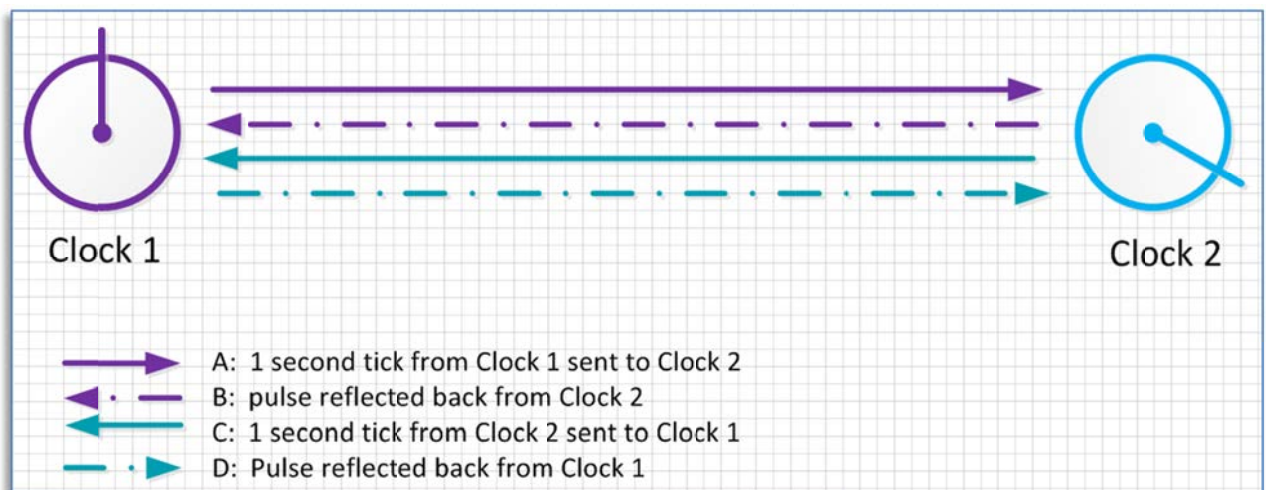 Clock 1
Clock 2
A: 1 second tick from Clock 1 sent to Clock 2
B: pulse reflected back from Clock 2
C: 1 second tick from Clock 2 sent to Clock 1
D: Pulse reflected back from Clock 1